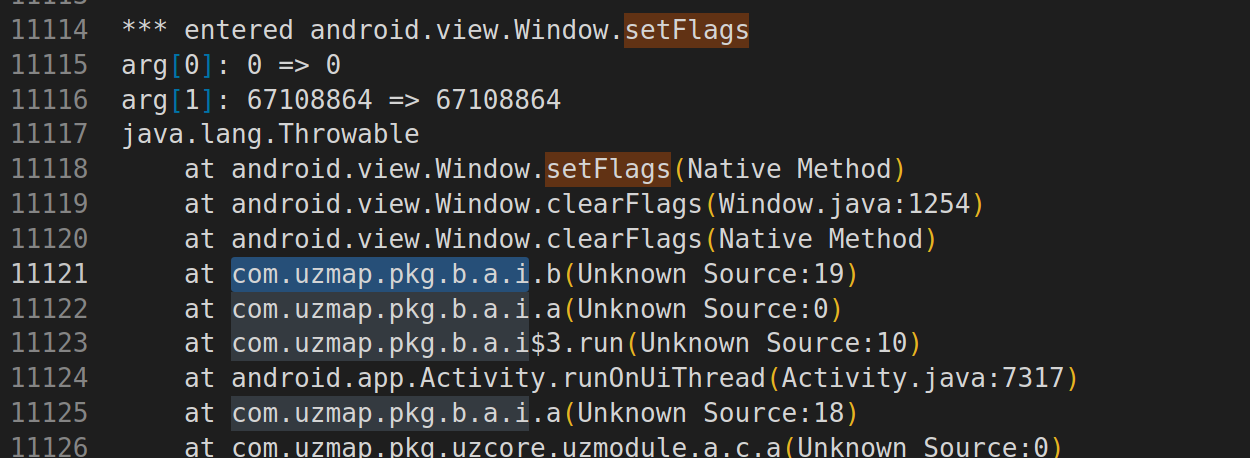 11113
11114 *** entered android.view.Window.setFlags
11115 arg[0]: 0 => 0
11116 arg[1]: 67108864 => 67108864
11117 java.lang.Throwable
11118     at android.view.Window.setFlags(Native Method)
11119     at android.view.Window.clearFlags(Window.java:1254)
11120     at android.view.Window.clearFlags(Native Method)
11121     at com.uzmap.pkg.b.a.i.b(Unknown Source:19)
11122     at com.uzmap.pkg.b.a.i.a(Unknown Source:0)
11123     at com.uzmap.pkg.b.a.i$3.run(Unknown Source:10)
11124     at android.app.Activity.runOnUiThread(Activity.java:7317)
11125     at com.uzmap.pkg.b.a.i.a(Unknown Source:18)
11126     at com.uzmap.pkg.uzcore.uzmodule.a.c.a(Unknown Source:0)